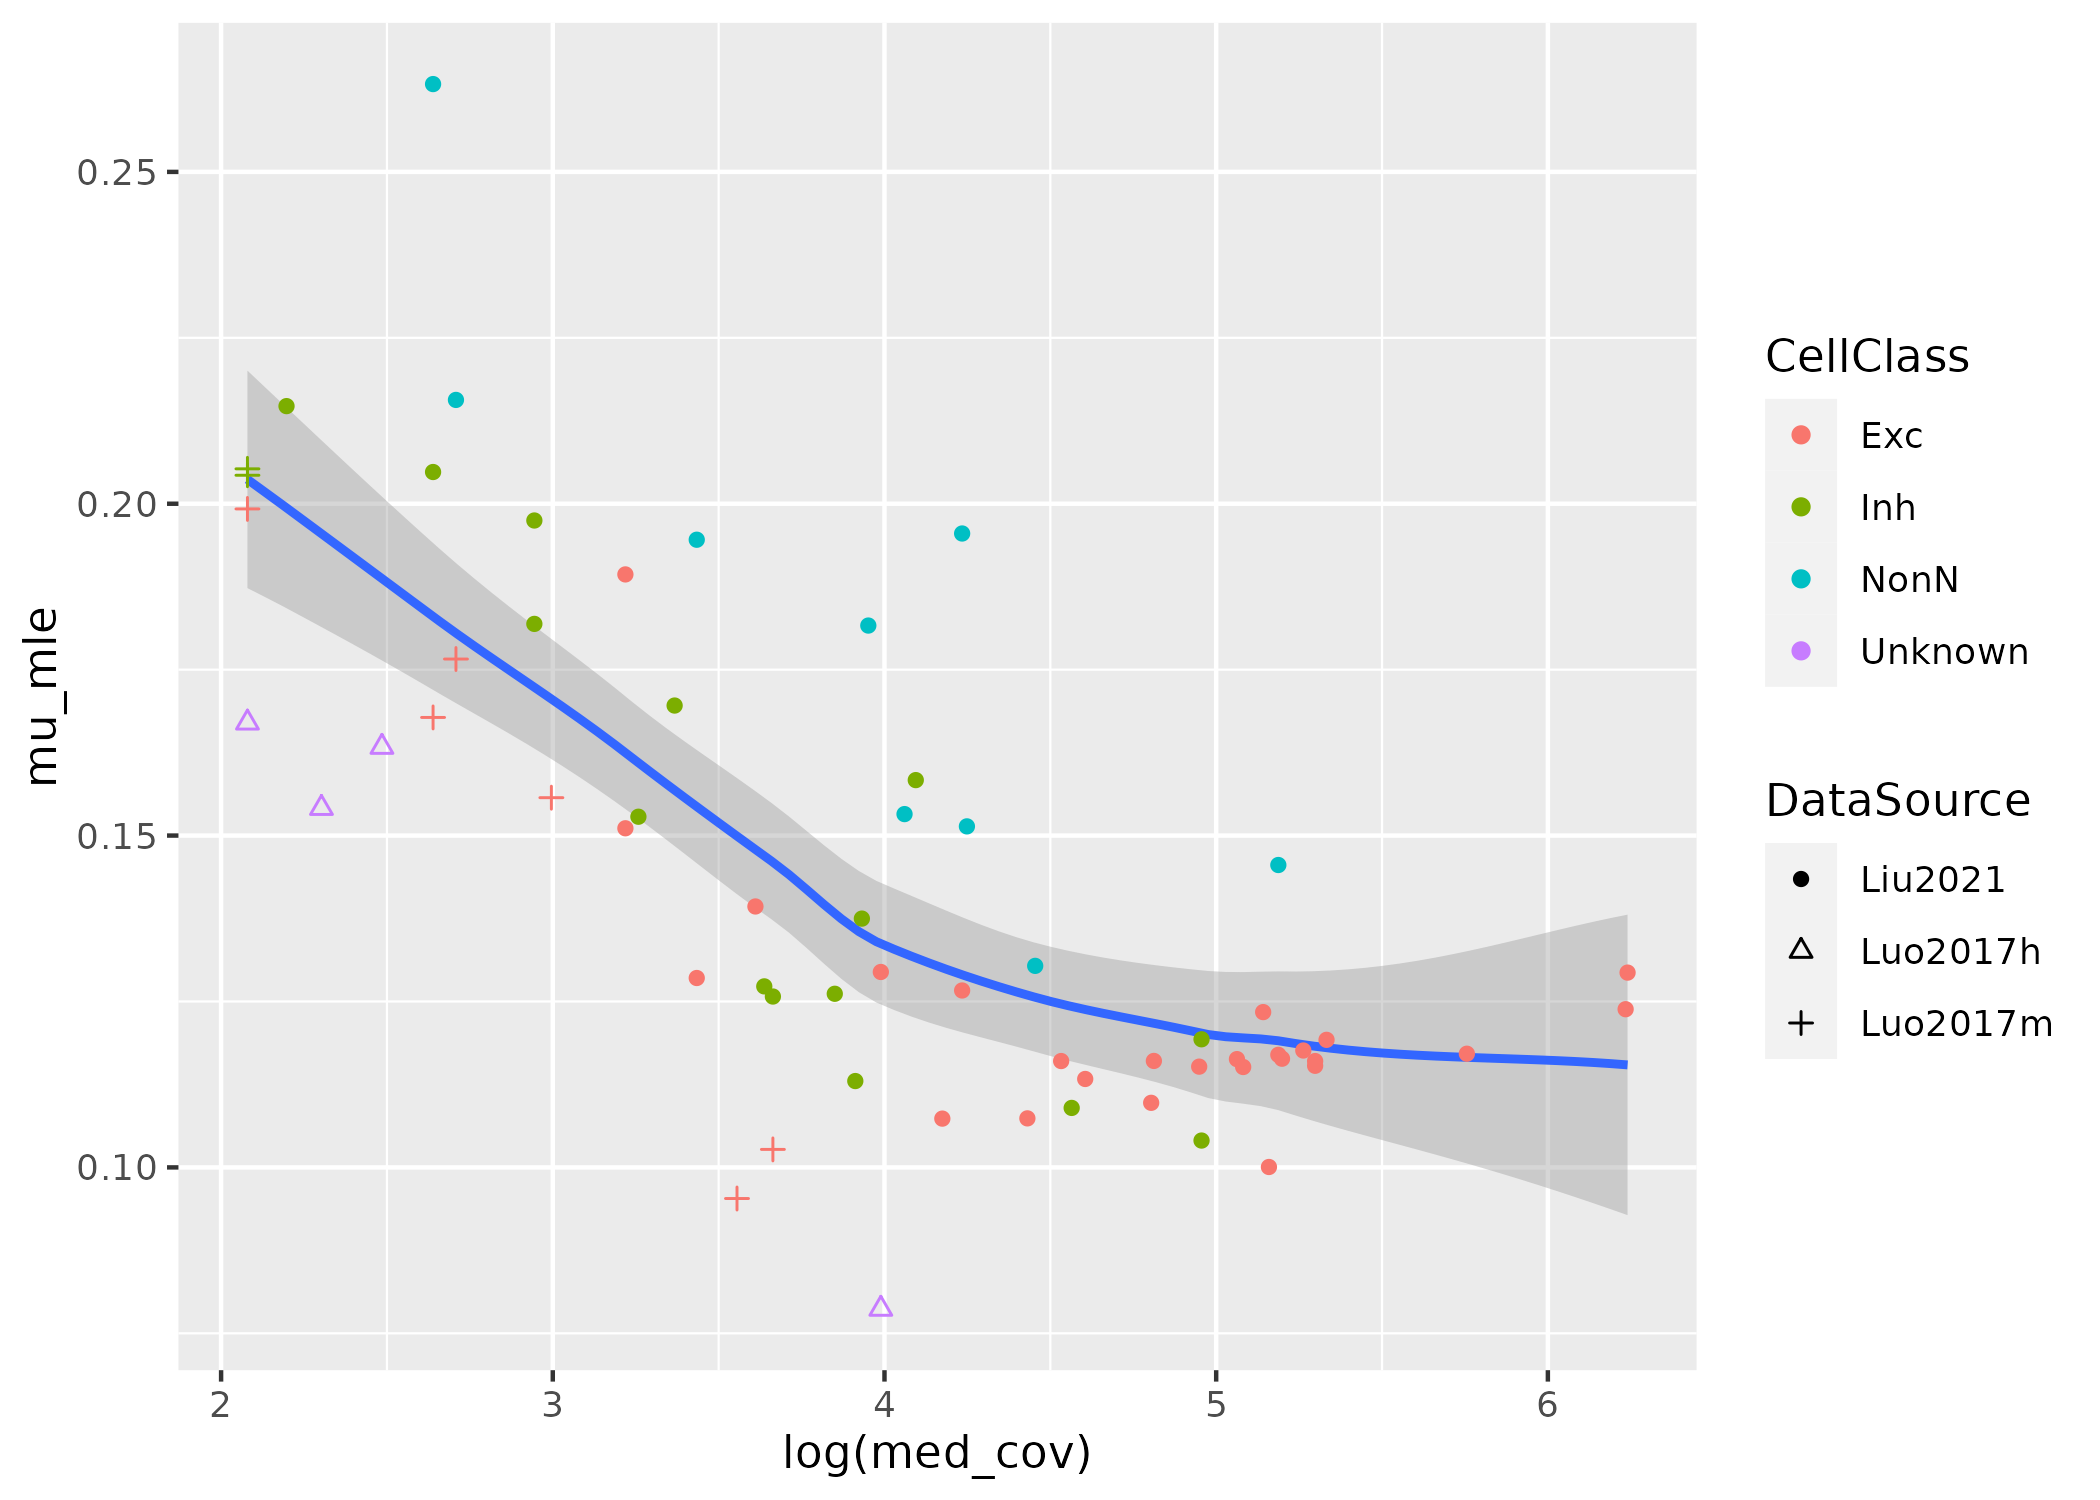 0.25
0.20
0.15
0.10
mu_mle
2 3 4 5 6
log(med_cov)
CellClass
Exc
Inh
NonN
Unknown
DataSource
Liu2021
Luo2017h
Luo2017m